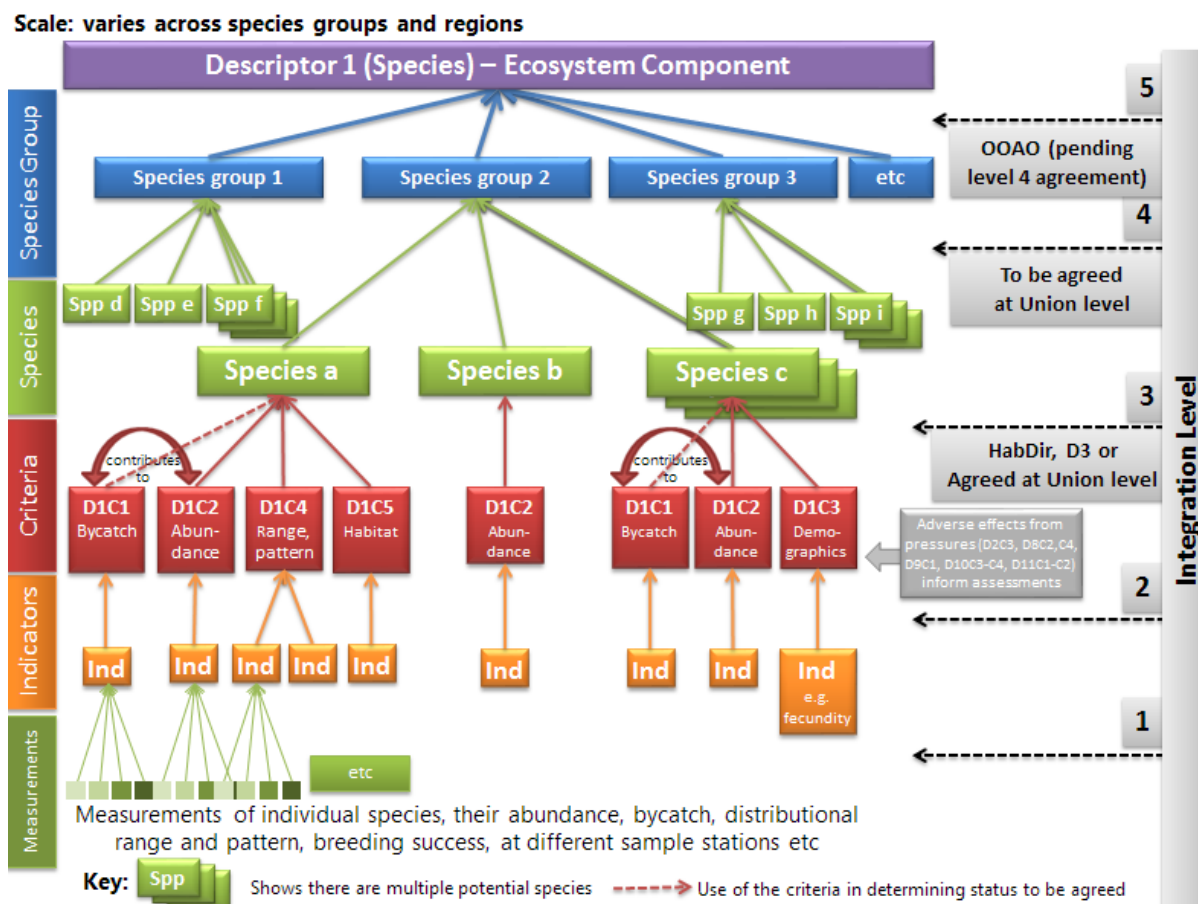 Scale: varies across species groups and regions
Descriptor 1 (Species) – Ecosystem Component
5
OOAO (pending
level 4 agreement)
Species Group
Species group 1
Species group 2
Species group 3
etc
4
To be agreed
at Union level
Species
Spp d
Spp e
Spp f
Spp g
Spp h
Spp i
Species a
Species b
Species c
3
HabDir, D3 or
Agreed at Union level
Integration Level
Criteria
contributes
to
contributes
to
D1C1
Bycatch
D1C2
Abun-
dance
D1C4
Range,
pattern
D1C5
Habitat
D1C2
Abun-
dance
D1C1
Bycatch
D1C2
Abun-
dance
D1C3
Demo-
graphics
Adverse effects from
pressures (D2C3, D8C2,C4,
D9C1, D10C3-C4, D11C1-C2)
inform assessments
2
Indicators
Ind
Ind
Ind
Ind
Ind
Ind
Ind
Ind
Ind
e.g.
fecundity
1
Measurements
etc
Measurements of individual species, their abundance, bycatch, distributional
range and pattern, breeding success, at different sample stations etc
Key:
Spp
Shows there are multiple potential species
Use of the criteria in determining status to be agreed